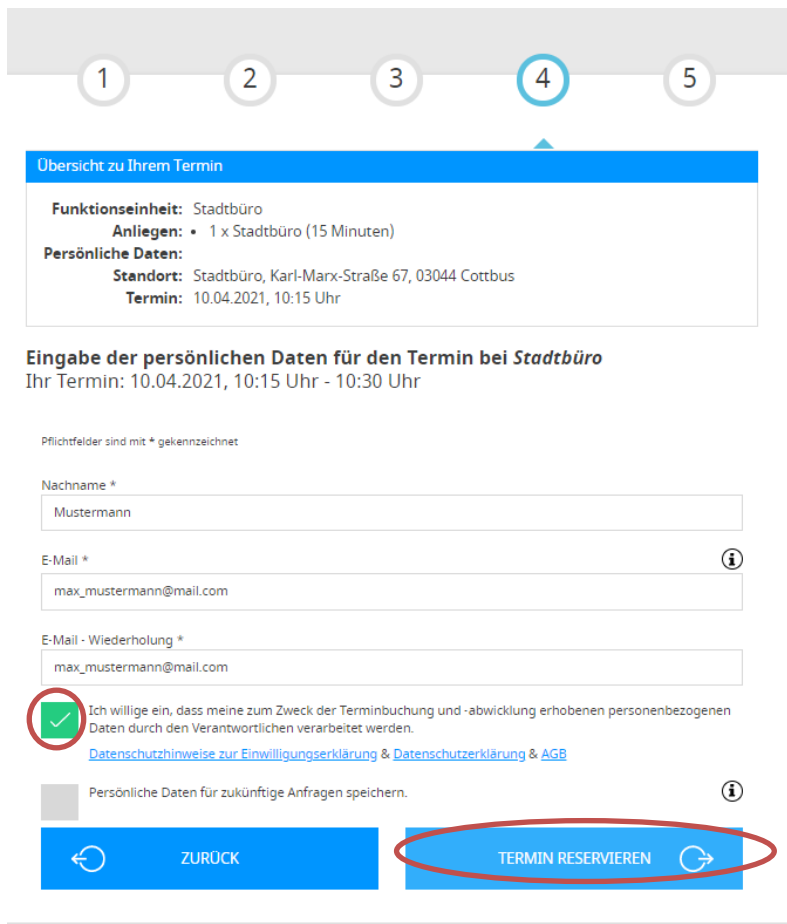 1 2 3 4 5
Übersicht zu Ihrem Termin
Funktionseinheit: Stadtbüro
Anliegen: • 1 x Stadtbüro (15 Minuten)
Persönliche Daten:
Standort: Stadtbüro, Karl-Marx-Straße 67, 03044 Cottbus
Termin: 10.04.2021, 10:15 Uhr
Eingabe der persönlichen Daten für den Termin bei Stadtbüro
Ihr Termin: 10.04.2021, 10:15 Uhr - 10:30 Uhr
Pflichtfelder sind mit * gekennzeichnet
Nachname *
Mustermann
E-Mail *
max_mustermann@mail.com
E-Mail - Wiederholung *
max_mustermann@mail.com
Ich willige ein, dass meine zum Zweck der Terminbuchung und -abwicklung erhobenen personenbezogenen
Daten durch den Verantwortlichen verarbeitet werden.
Datenschutzhinweise zur Einwilligungserklärung & Datenschutzerklärung & AGB
Persönliche Daten für zukünftige Anfragen speichern.
ZURÜCK TERMIN RESERVIEREN